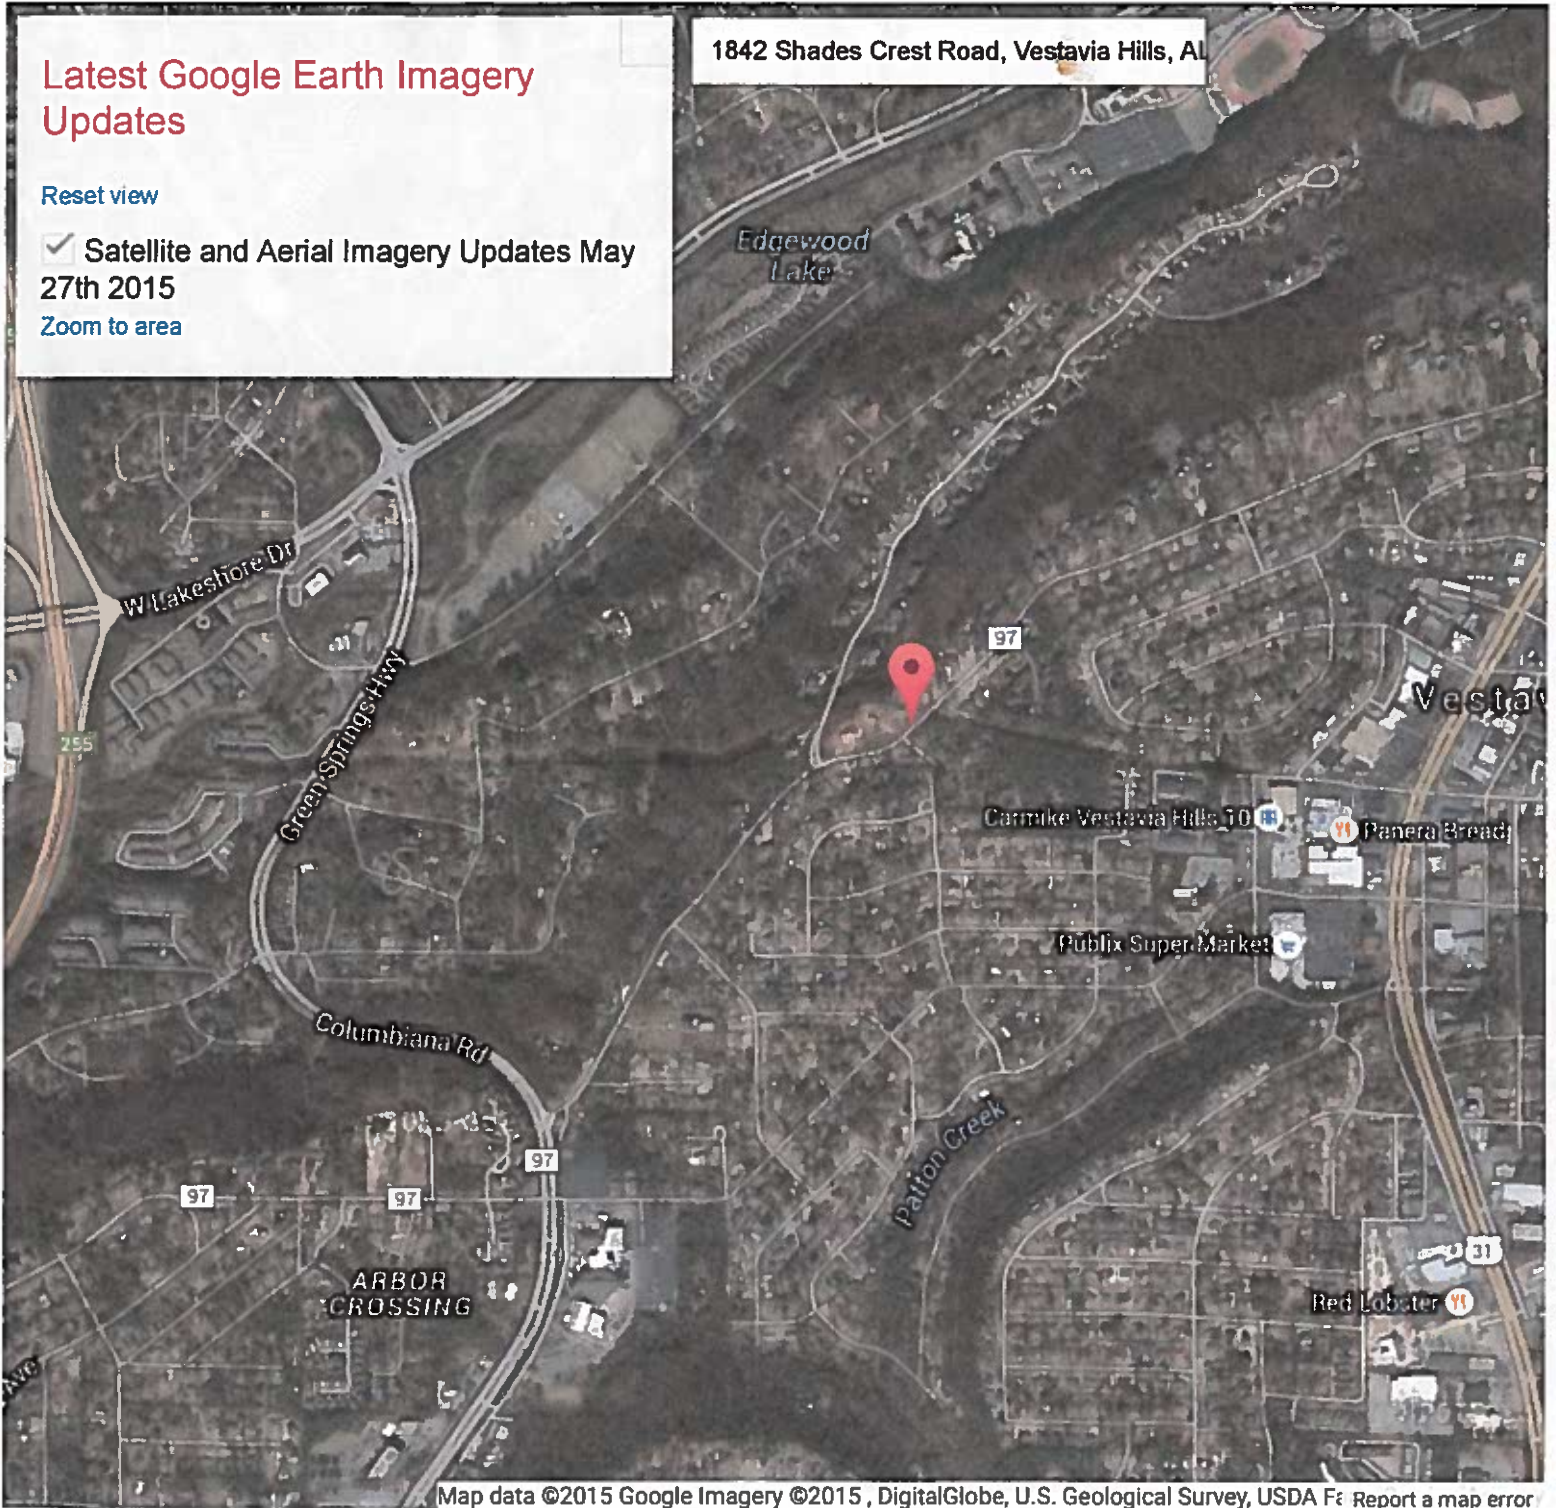 Latest Google Earth Imagery
Updates
Reset view
Satellite and Aerial Imagery Updates May
27th 2015
Zoom to area
1842 Shades Crest Road, Vestavia Hills, AL
Edgewood
Lake
W Lakeshore Dr
97
Vestav
255
Green Springs Hwy
Carmike Vestavia Hills 10
Panera Bread
Publix Super Market
Columbiana Rd
Patton Creek
97
97
97
31
ARBOR
CROSSING
Red Lobster
Ave
Map data ©2015 Google Imagery ©2015 , DigitalGlobe, U.S. Geological Survey, USDA Fa
Report a map error